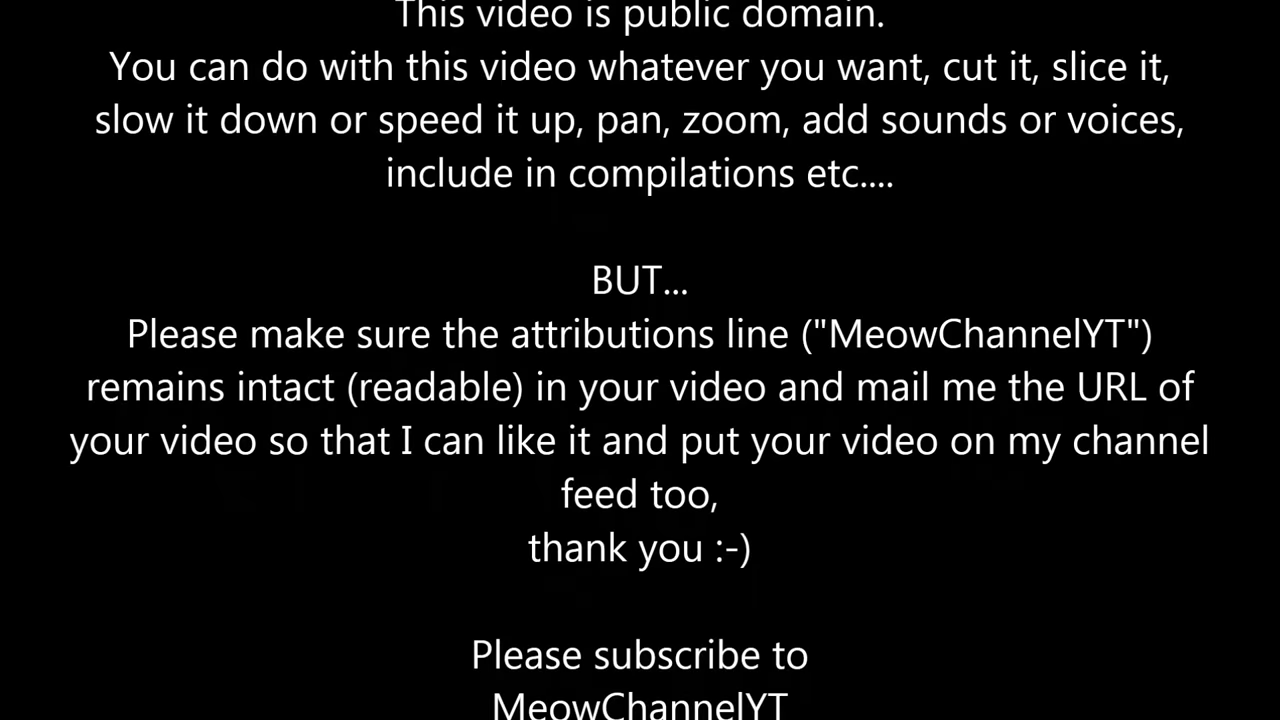 This video is public domain.
You can do with this video whatever you want, cut it, slice it,
slow it down or speed it up, pan, zoom, add sounds or voices,
include in compilations etc....
BUT...
Please make sure the attributions line ("MeowChannelYT")
remains intact (readable) in your video and mail me the URL of
your video so that I can like it and put your video on my channel
feed too,
thank you :-)
Please subscribe to
MeowChannelYT